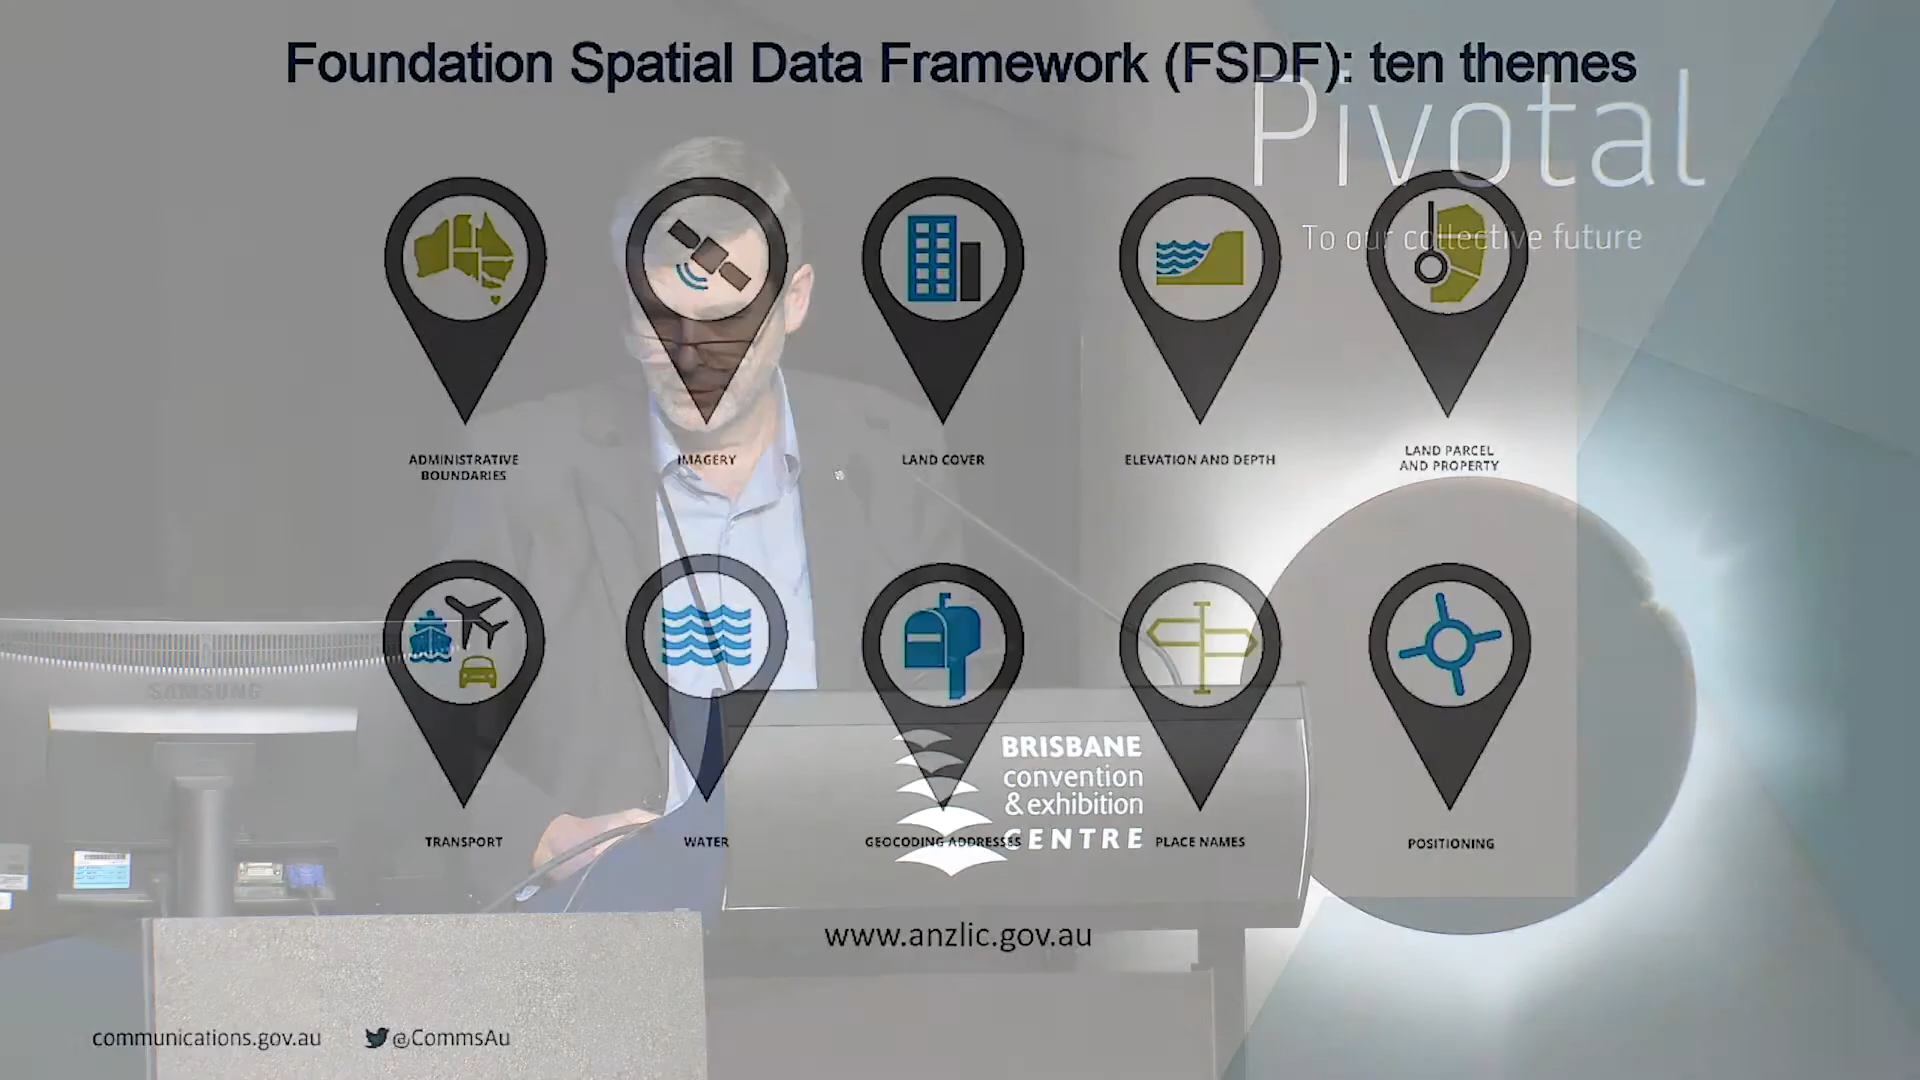 Foundation Spatial Data Framework (FSDF): ten themes
Pivotal
To our collective future
ADMINISTRATIVE
BOUNDARIES
IMAGERY
LAND COVER
ELEVATION AND DEPTH
LAND PARCEL
AND PROPERTY
SAMSUNG
BRISBANE
convention
& exhibition
CENTRE
TRANSPORT
WATER
GEOCODING ADDRESSES
PLACE NAMES
POSITIONING
www.anzlic.gov.au
communications.gov.au
@CommsAu